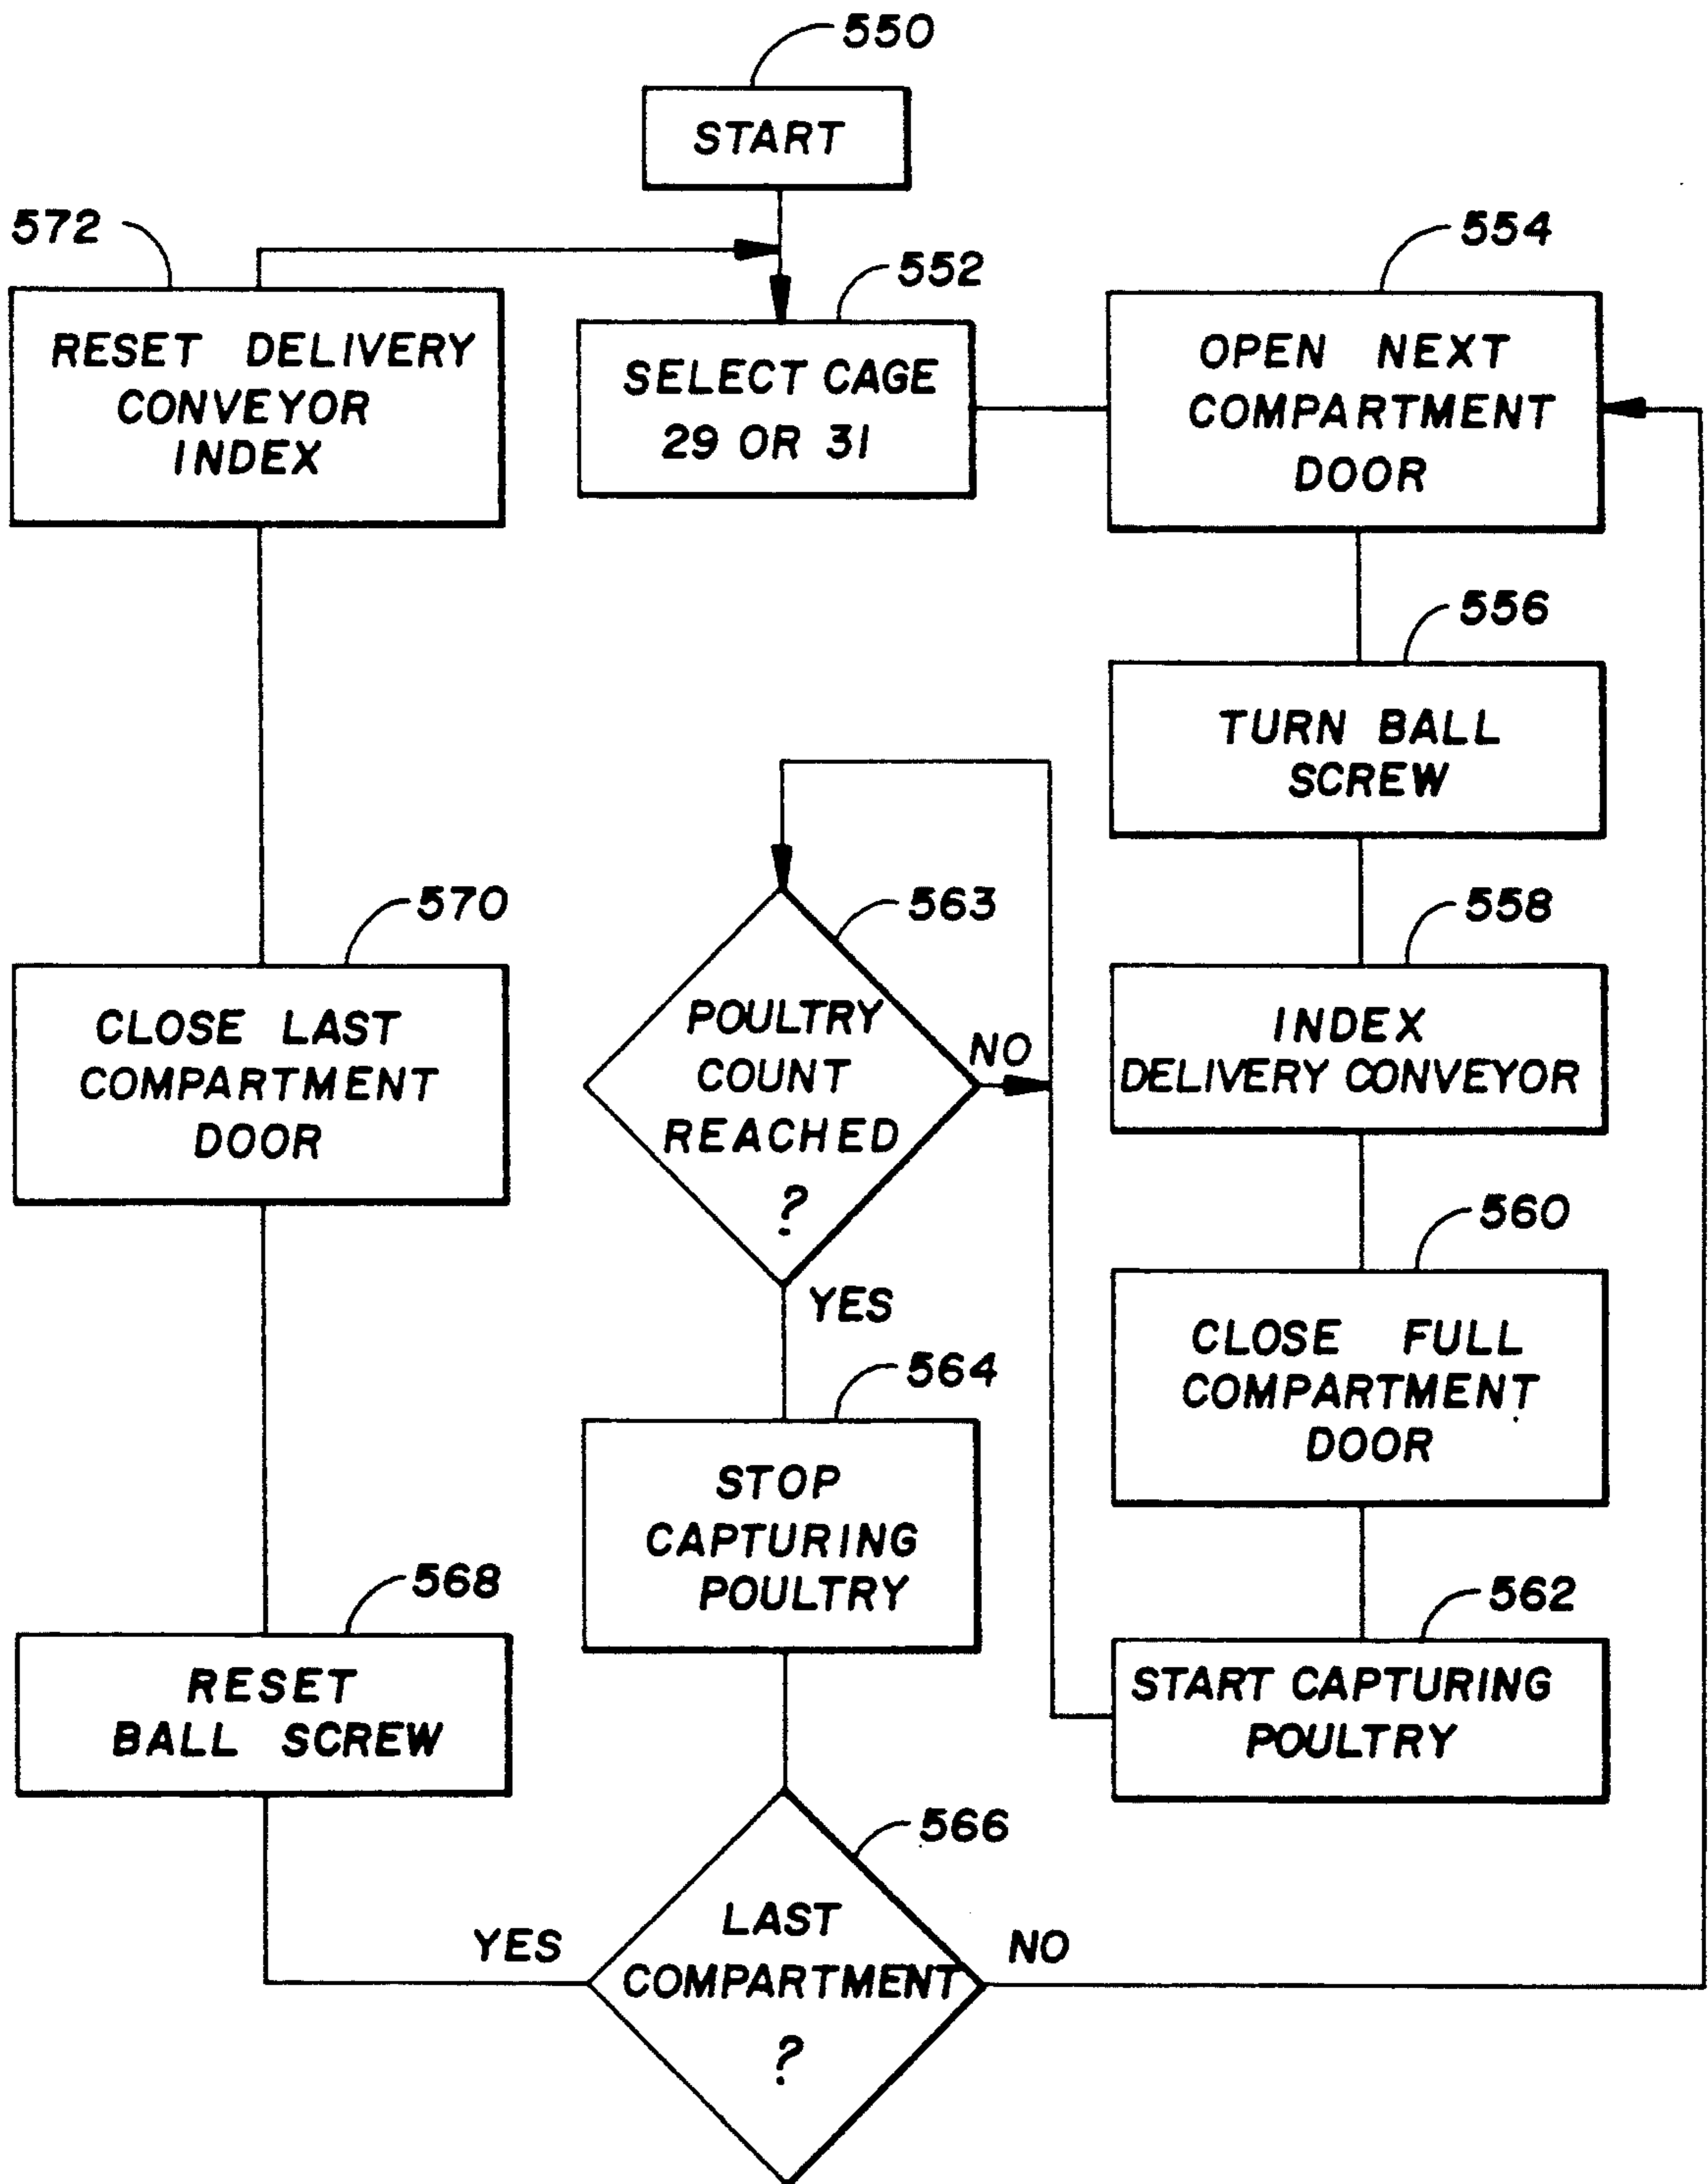 550
START
572
552
554
RESET DELIVERY
CONVEYOR
INDEX
SELECT CAGE
29 OR 31
OPEN NEXT
COMPARTMENT
DOOR
556
TURN BALL
SCREW
570
563
558
CLOSE LAST
COMPARTMENT
DOOR
POULTRY
COUNT
REACHED
?
NO
YES
INDEX
DELIVERY CONVEYOR
560
CLOSE FULL
COMPARTMENT
DOOR
564
STOP
CAPTURING
POULTRY
568
562
RESET
BALL SCREW
START CAPTURING
POULTRY
566
YES
LAST
COMPARTMENT
?
NO